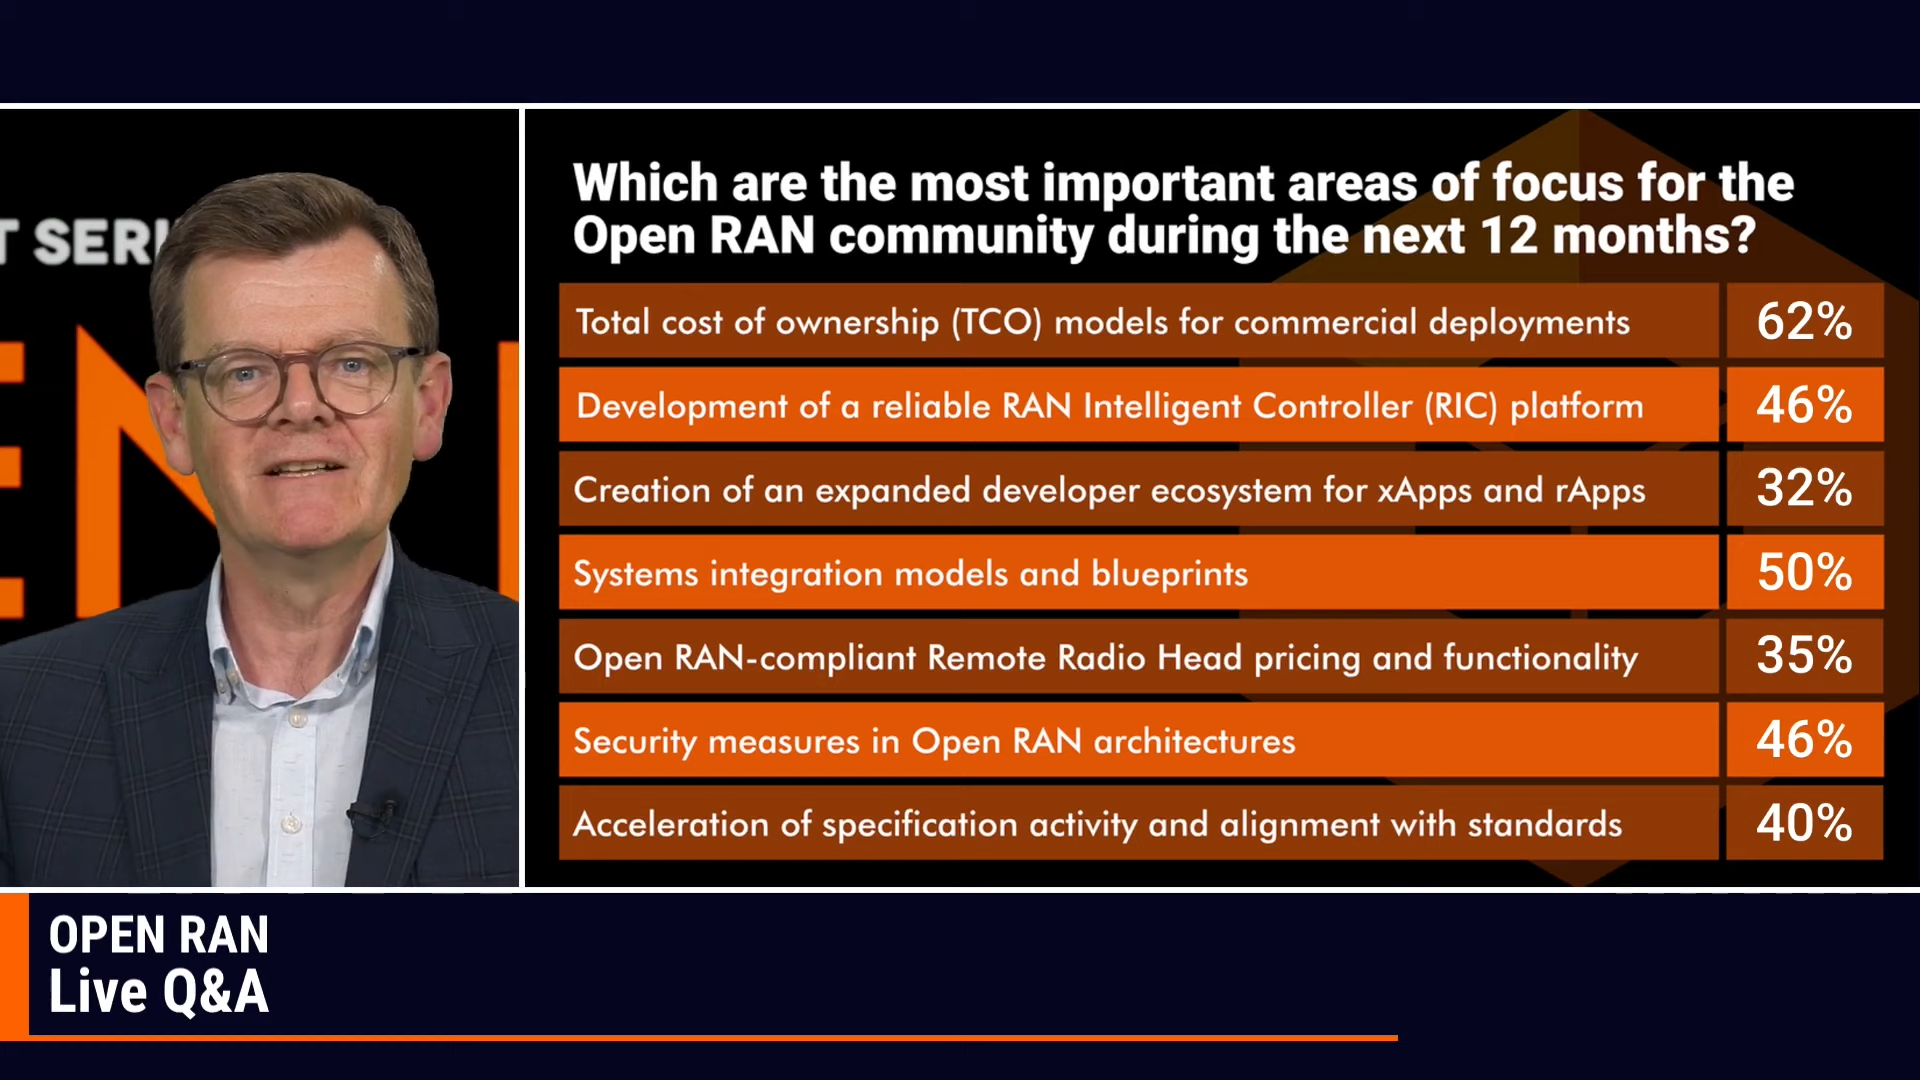 T SERI
EN
Which are the most important areas of focus for the
Open RAN community during the next 12 months?
Total cost of ownership (TCO) models for commercial deployments 62%
Development of a reliable RAN Intelligent Controller (RIC) platform 46%
Creation of an expanded developer ecosystem for xApps and rApps 32%
Systems integration models and blueprints 50%
Open RAN-compliant Remote Radio Head pricing and functionality 35%
Security measures in Open RAN architectures 46%
Acceleration of specification activity and alignment with standards 40%
OPEN RAN
Live Q&A